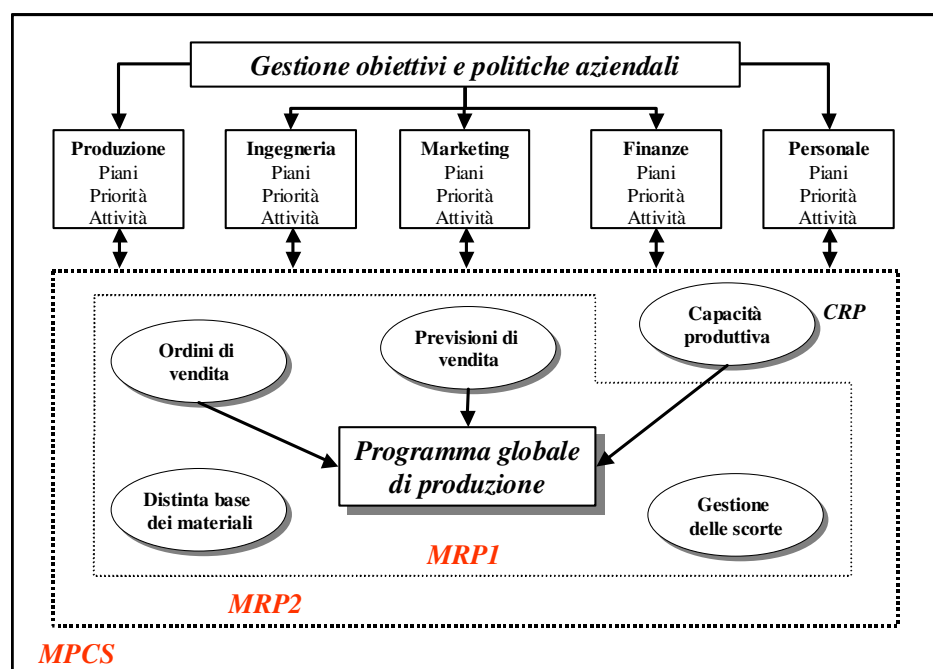 Gestione obiettivi e politiche aziendali
Produzione
Piani
Priorità
Attività
Ingegneria
Piani
Priorità
Attività
Marketing
Piani
Priorità
Attività
Finanze
Piani
Priorità
Attività
Personale
Piani
Priorità
Attività
Ordini di
vendita
Previsioni di
vendita
Capacità
produttiva
CRP
Programma globale
di produzione
Distinta base
dei materiali
Gestione
delle scorte
MRP1
MRP2
MPCS